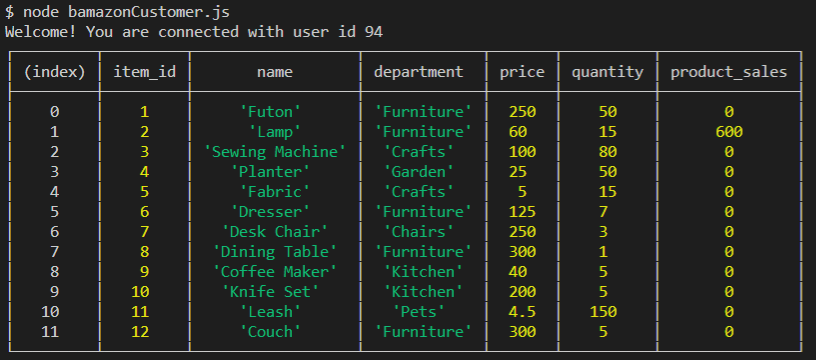 $ node bamazonCustomer.js
Welcome! You are connected with user id 94
(index) item_id name department price quantity product_sales
0 1 'Futon' 'Furniture' 250 50 0
1 2 'Lamp' 'Furniture' 60 15 600
2 3 'Sewing Machine' 'Crafts' 100 80 0
3 4 'Planter' 'Garden' 25 50 0
4 5 'Fabric' 'Crafts' 5 15 0
5 6 'Dresser' 'Furniture' 125 7 0
6 7 'Desk Chair' 'Chairs' 250 3 0
7 8 'Dining Table' 'Furniture' 300 1 0
8 9 'Coffee Maker' 'Kitchen' 40 5 0
9 10 'Knife Set' 'Kitchen' 200 5 0
10 11 'Leash' 'Pets' 4.5 150 0
11 12 'Couch' 'Furniture' 300 5 0